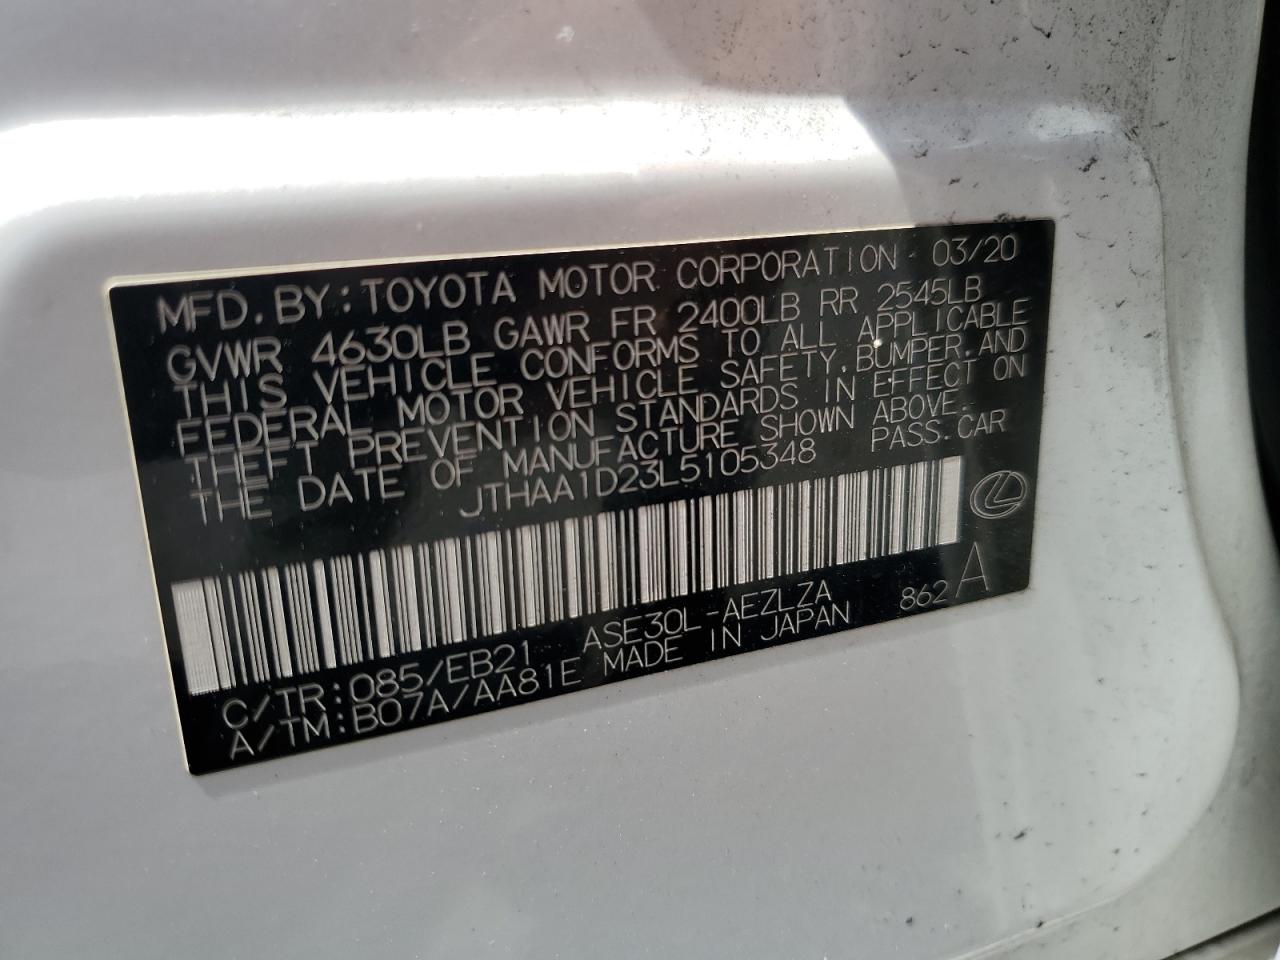 MFD. BY: TOYOTA MOTOR CORPORATION 03/20
GVWR 4630LB GAWR FR 2400LB RR 2545LB
THIS VEHICLE CONFORMS TO ALL APPLICABLE
FEDERAL MOTOR VEHICLE SAFETY, BUMPER, AND
THEFT PREVENTION STANDARDS IN EFFECT ON
THE DATE OF MANUFACTURE SHOWN ABOVE.
JTHAA1D23L5105348 PASS. CAR
C/TR: 085/EB21 ASE30L-AEZLZA 862 A
A/TM: B07A/AA81E MADE IN JAPAN